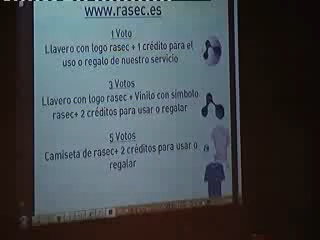 www.rasec.es
1 Voto
Llavero con logo rasec + 1 crédito para el
uso o regalo de nuestro servicio
3 Votos
Llavero con logo rasec + Vinilo con símbolo
rasec+ 2 créditos para usar o regalar
5 Votos
Camiseta de rasec+ 2 créditos para usar o
regalar